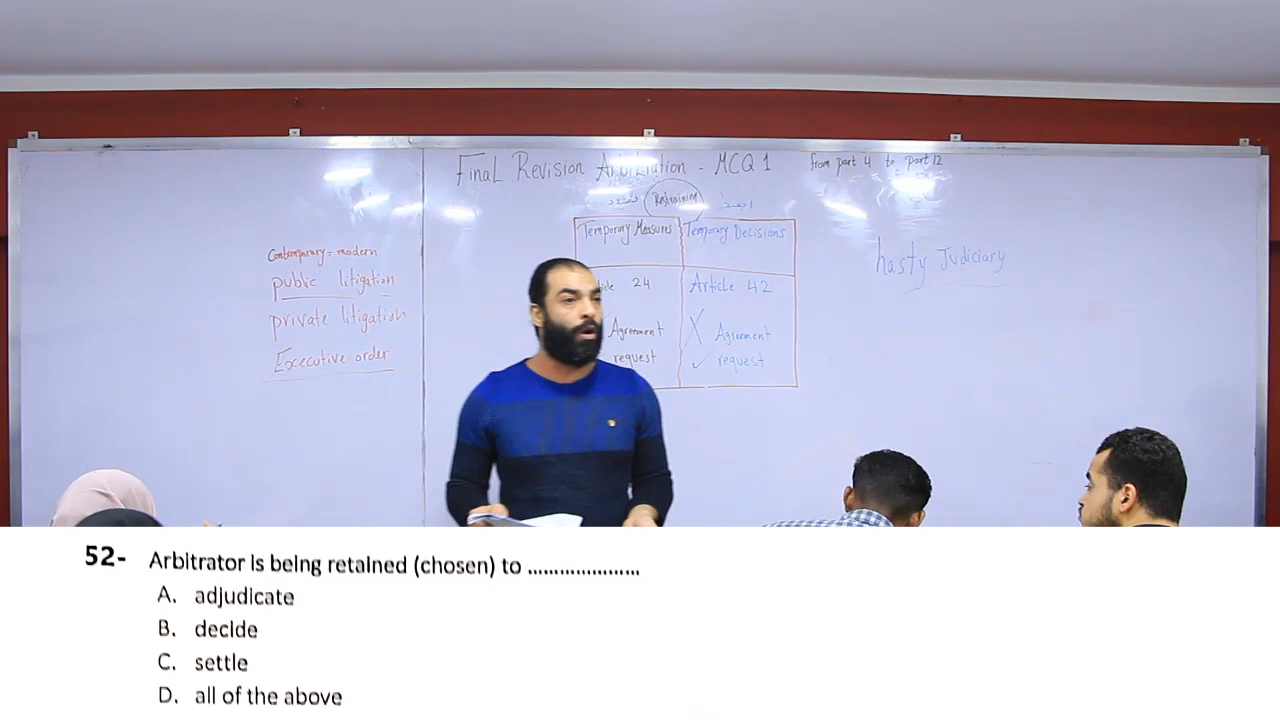 Final Revision Arbitration - MCQ 1
from part 4 to part 12
Restraining
Temporary Measures
Temporary Decisions
24
Article 42
Agreement
request
X Agreement
✓ request
Contemporary = modern
public litigation
private litigation
Excecutive order
hasty Judiciary
52- Arbitrator is being retained (chosen) to .....................
A. adjudicate
B. decide
C. settle
D. all of the above